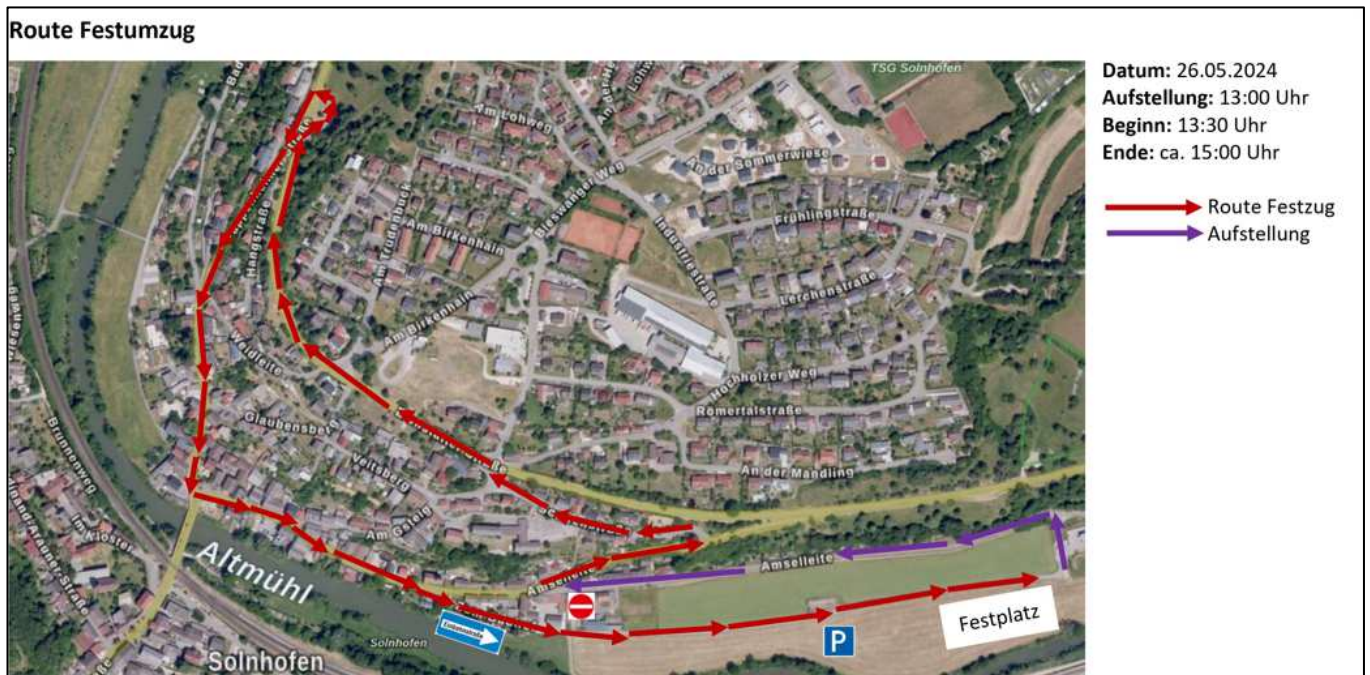 Route Festumzug
Datum: 26.05.2024
Aufstellung: 13:00 Uhr
Beginn: 13:30 Uhr
Ende: ca. 15:00 Uhr
Route Festzug
Aufstellung
TSG Solnhofen
Am Lohweg
An der Sommerwiese
Bieswanger Weg
Frühlingstraße
Hangstraße
Am Trudenbuck
Am Birkenhain
Industriestraße
Lerchenstraße
Am Birkenhain
Weidleite
Hochholzer Weg
Römertalstraße
Glaubensberg
Brunnenweg
Veitsberg
An der Mandling
Am Gsteig
Im Kloster
Altmühl
Amselleite
Amselleite
Festplatz
P
Solnhofen
Solnhofen